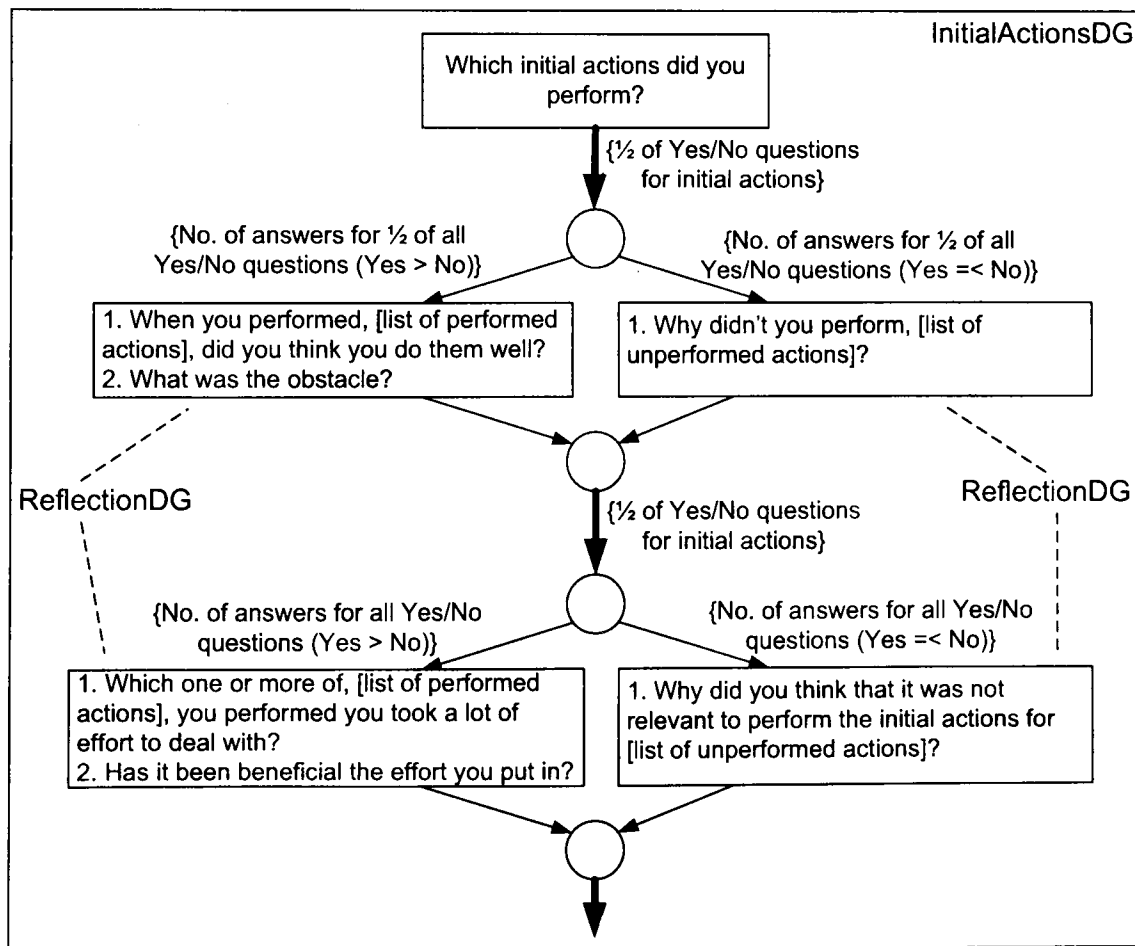 InitialActionsDG
Which initial actions did you
perform?
{½ of Yes/No questions
for initial actions}
{No. of answers for ½ of all
Yes/No questions (Yes > No)}
{No. of answers for ½ of all
Yes/No questions (Yes =< No)}
1. When you performed, [list of performed
actions], did you think you do them well?
2. What was the obstacle?
1. Why didn't you perform, [list of
unperformed actions]?
ReflectionDG
ReflectionDG
{½ of Yes/No questions
for initial actions}
{No. of answers for all Yes/No
questions (Yes > No)}
{No. of answers for all Yes/No
questions (Yes =< No)}
1. Which one or more of, [list of performed
actions], you performed you took a lot of
effort to deal with?
2. Has it been beneficial the effort you put in?
1. Why did you think that it was not
relevant to perform the initial actions for
[list of unperformed actions]?